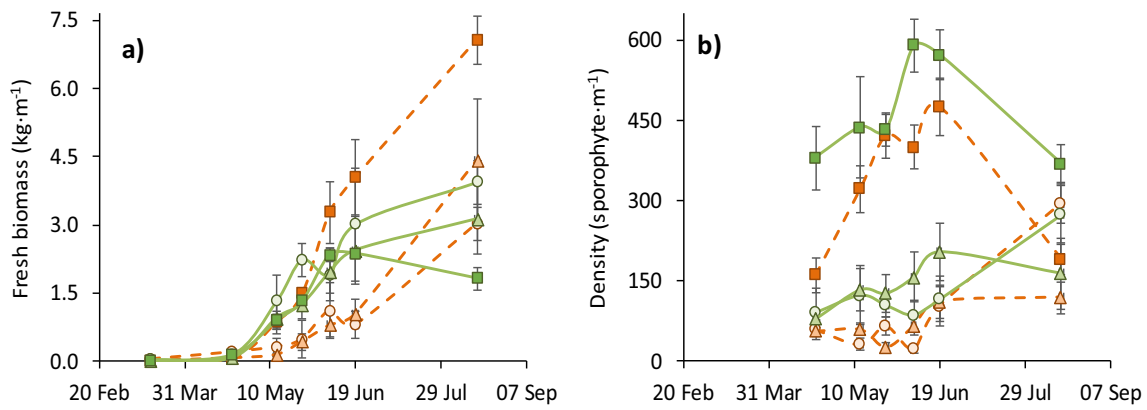 a)
Fresh biomass (kg·m⁻¹)
7.5
6.0
4.5
3.0
1.5
0.0
20 Feb 31 Mar 10 May 19 Jun 29 Jul 07 Sep
b)
Density (sporophyte·m⁻¹)
600
450
300
150
0
20 Feb 31 Mar 10 May 19 Jun 29 Jul 07 Sep